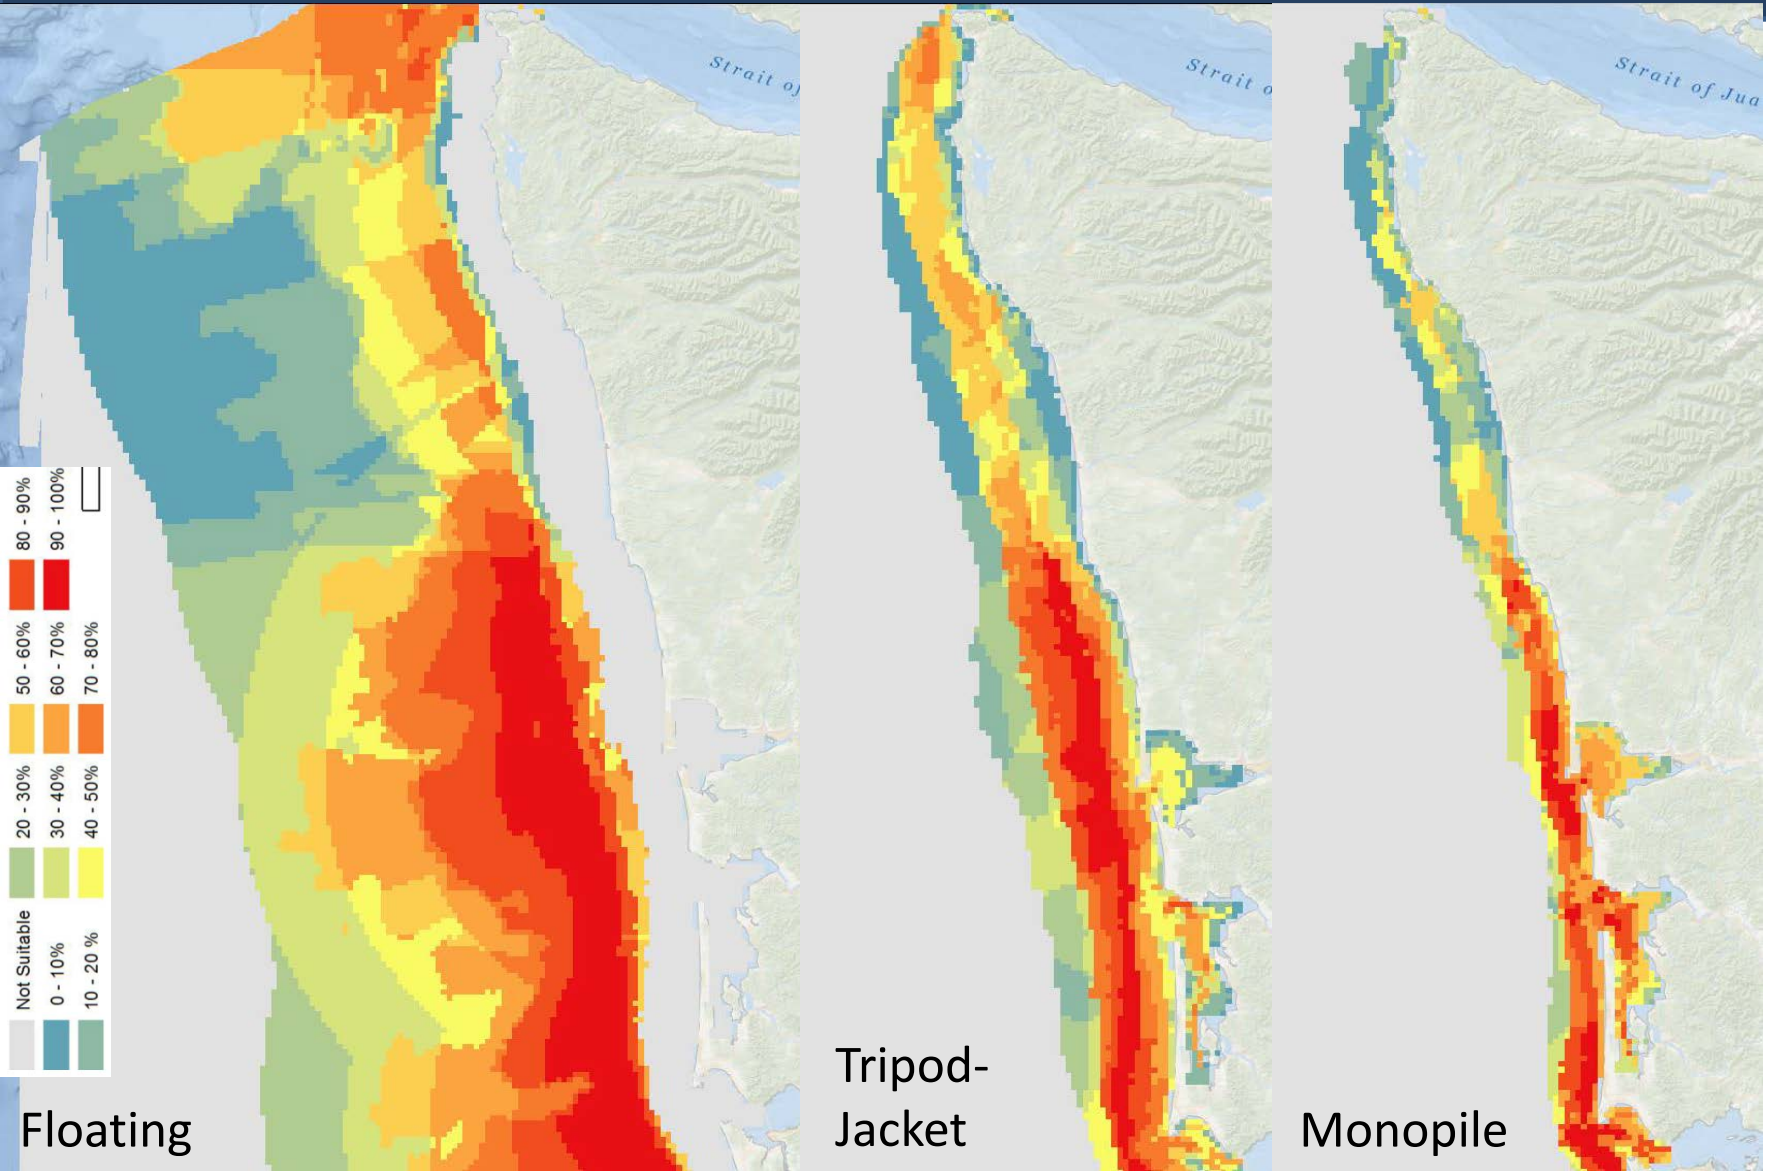 Strait of
Strait o
Strait of Jua
Not Suitable
0 - 10%
10 - 20 %
20 - 30%
30 - 40%
40 - 50%
50 - 60%
60 - 70%
70 - 80%
80 - 90%
90 - 100%
Floating
Tripod-
Jacket
Monopile